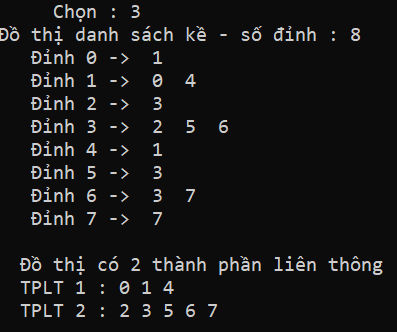 Chọn : 3
Đồ thị danh sách kề - số đỉnh : 8
Đỉnh 0 -> 1
Đỉnh 1 -> 0 4
Đỉnh 2 -> 3
Đỉnh 3 -> 2 5 6
Đỉnh 4 -> 1
Đỉnh 5 -> 3
Đỉnh 6 -> 3 7
Đỉnh 7 -> 7
Đồ thị có 2 thành phần liên thông
TPLT 1 : 0 1 4
TPLT 2 : 2 3 5 6 7